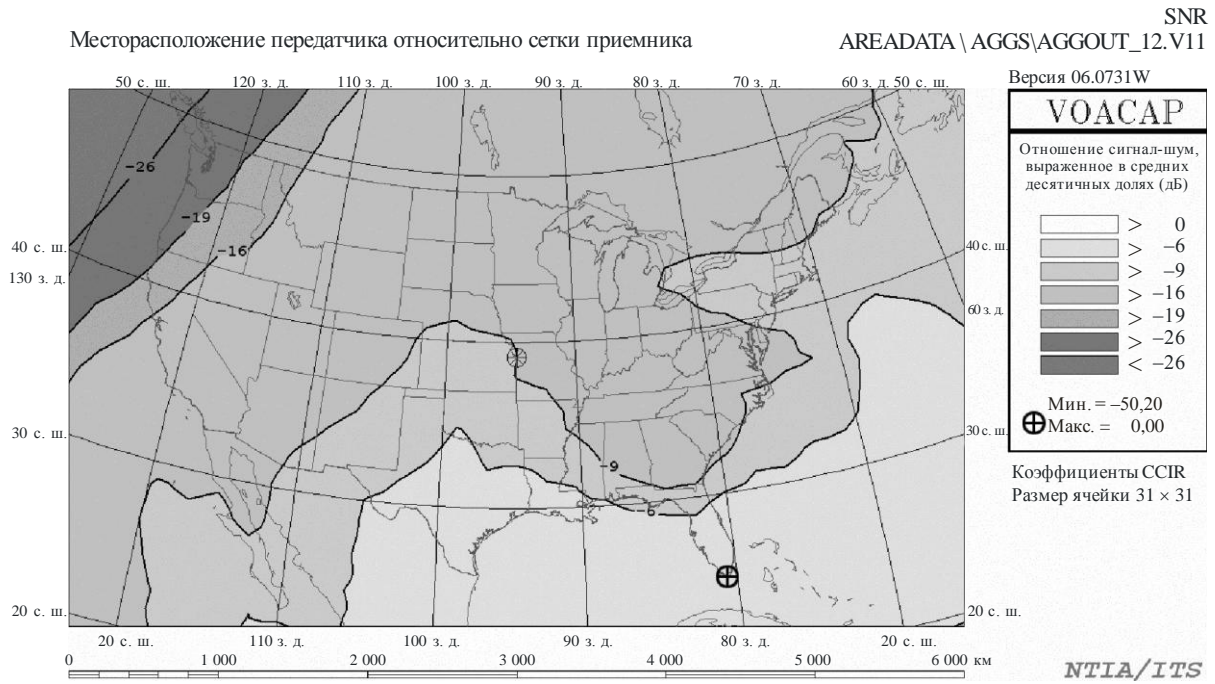 SNR
Месторасположение передатчика относительно сетки приемника
AREADATA \ AGGS\AGGOUT_12.V11
50 с. ш. 120 з. д. 110 з. д. 100 з. д. 90 з. д. 80 з. д. 70 з. д. 60 з. д. 50 с. ш.
Версия 06.0731W
VOACAP
Отношение сигнал-шум,
выраженное в средних
десятичных долях (дБ)
> 0
> –6
> –9
> –16
> –19
> –26
< –26
Мин. = –50,20
Макс. = 0,00
Коэффициенты CCIR
Размер ячейки 31 × 31
-26
-19
-16
-9
-6
40 с. ш.
130 з. д.
30 с. ш.
20 с. ш.
40 с. ш.
60 з. д.
30 с. ш.
20 с. ш.
20 с. ш. 110 з. д. 100 з. д. 90 з. д. 80 з. д. 20 с. ш.
0 1 000 2 000 3 000 4 000 5 000 6 000 км
NTIA/ITS